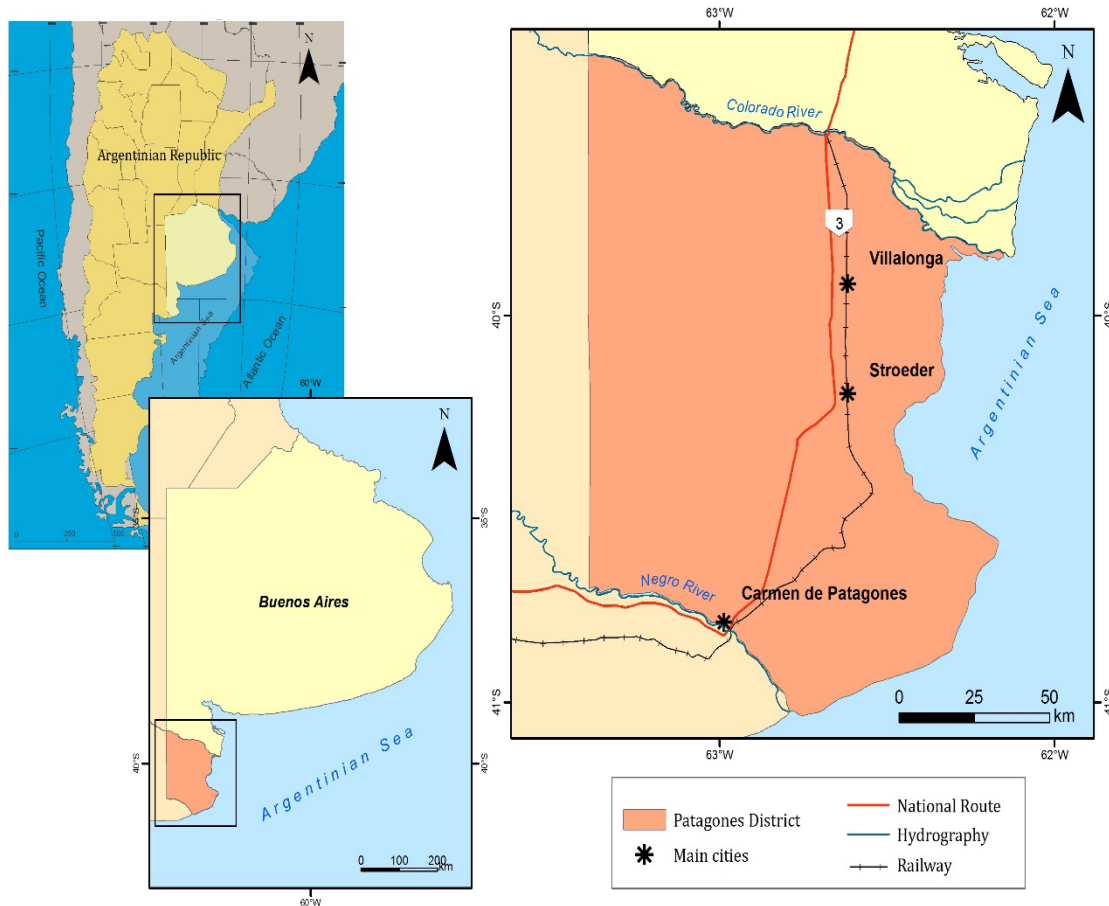 N
Argentinian Republic
Pacific Ocean
Argentinian Sea
Atlantic Ocean
60°W
0 250 500
N
36°S
Buenos Aires
40°S
40°S
Argentinian Sea
0 100 200
km
60°W
63°W
62°W
N
Colorado River
3
Villalonga
40°S
40°S
Stroeder
Argentinian Sea
Negro River
Carmen de Patagones
41°S
41°S
0 25 50
km
63°W
62°W
Patagones District
Main cities
National Route
Hydrography
Railway